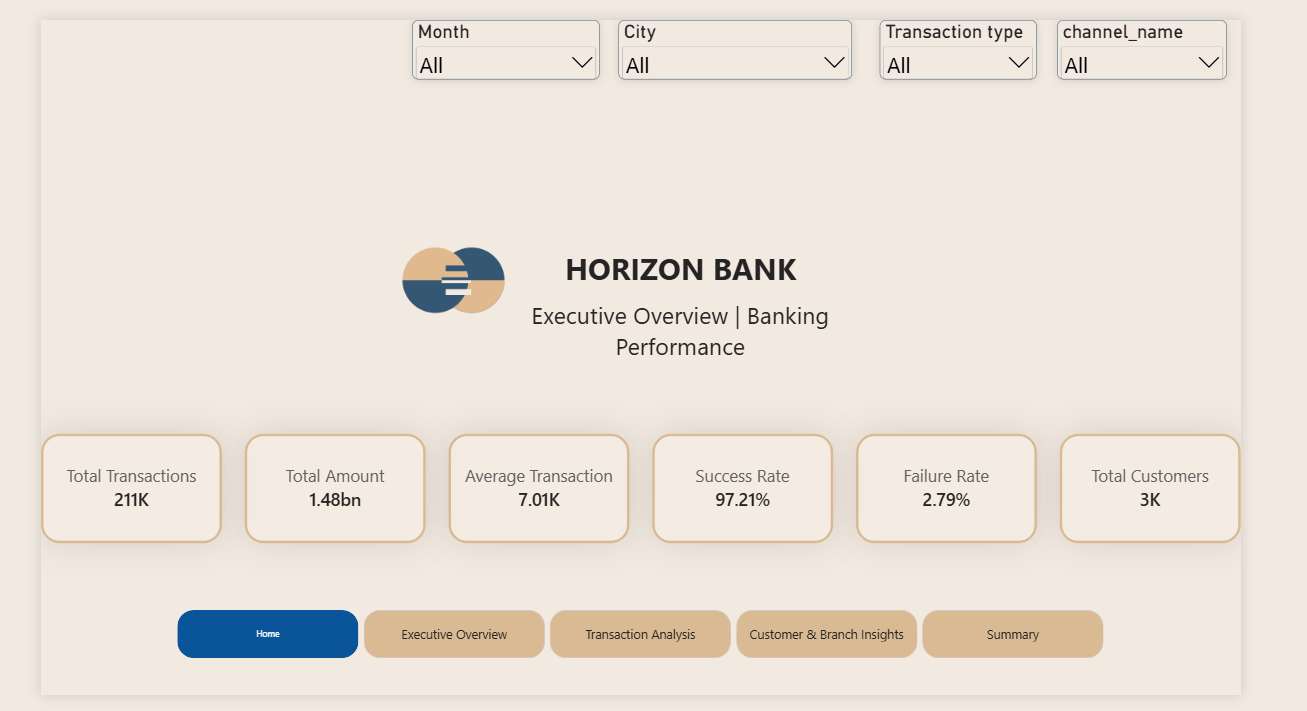 Month
City
Transaction type
channel_name
All
All
All
All
HORIZON BANK
Executive Overview | Banking
Performance
Total Transactions
211K
Total Amount
1.48bn
Average Transaction
7.01K
Success Rate
97.21%
Failure Rate
2.79%
Total Customers
3K
Home
Executive Overview
Transaction Analysis
Customer & Branch Insights
Summary